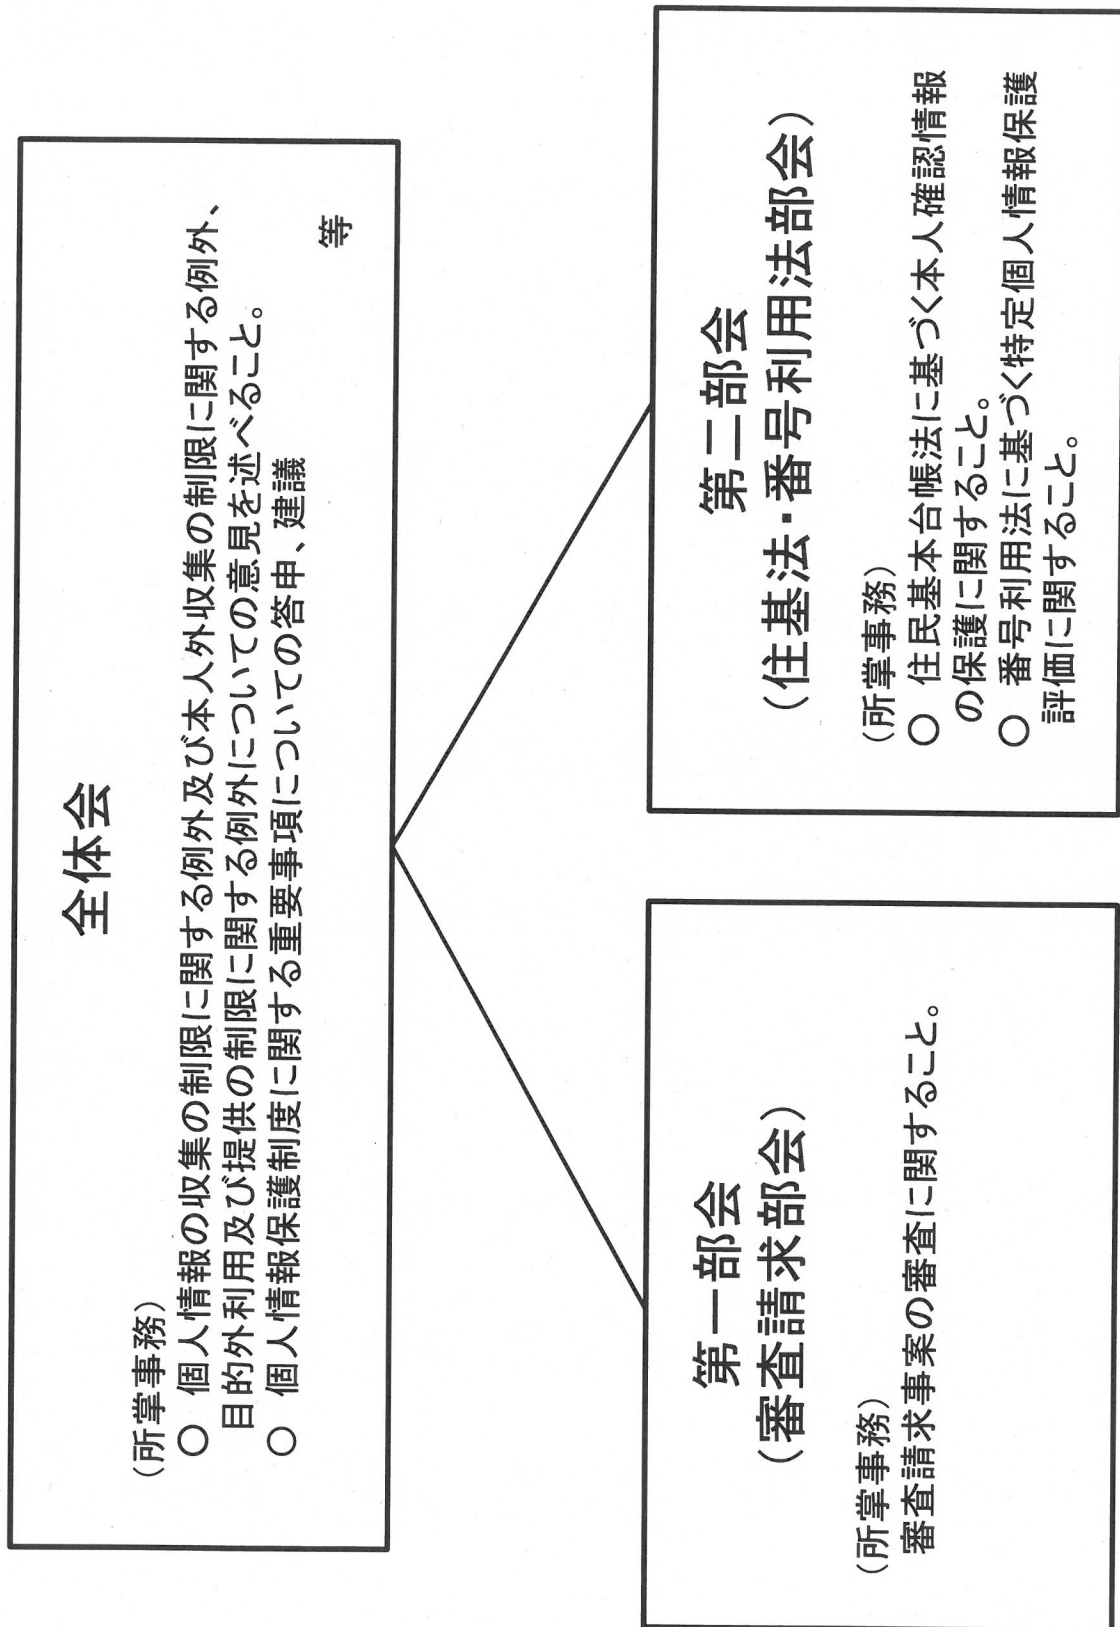 全体会
(所掌事務)
○ 個人情報の収集の制限に関する例外及び本人外収集の制限に関する例外、
目的外利用及び提供の制限に関する例外についての意見を述べること。
○ 個人情報保護制度に関する重要事項についての答申、建議
等
第一部会
(審査請求部会)
(所掌事務)
審査請求事案の審査に関すること。
第二部会
(住基法・番号利用法部会)
(所掌事務)
○ 住民基本台帳法に基づく本人確認情報
の保護に関すること。
○ 番号利用法に基づく特定個人情報保護
評価に関すること。